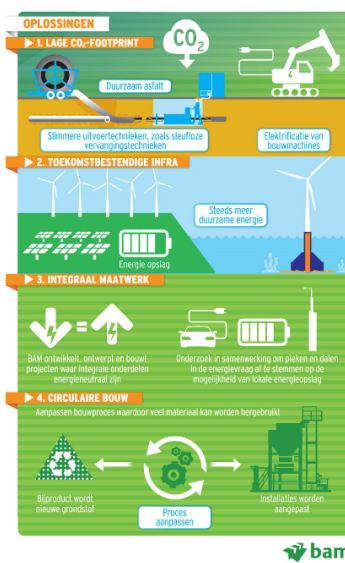 OPLOSSINGEN
1. LAGE CO₂-FOOTPRINT
CO₂
Duurzaam asfalt
Slimmere uitvoertechnieken, zoals sleufloze
vervangingstechnieken
Elektrificatie van
bouwmachines
2. TOEKOMSTBESTENDIGE INFRA
Steeds meer
duurzame energie
Energie opslag
3. INTEGRAAL MAATWERK
BAM ontwikkelt, ontwerpt en bouwt
projecten waar integrale onderdelen
energieneutraal zijn
Onderzoek in samenwerking om pieken en dalen
in de energievraag af te stemmen op de
mogelijkheid van lokale energieopslag
4. CIRCULAIRE BOUW
Aanpassen bouwproces waardoor veel materiaal kan worden hergebruikt
Bijproduct wordt
nieuwe grondstof
Proces
aanpassen
Installaties worden
aangepast
bam